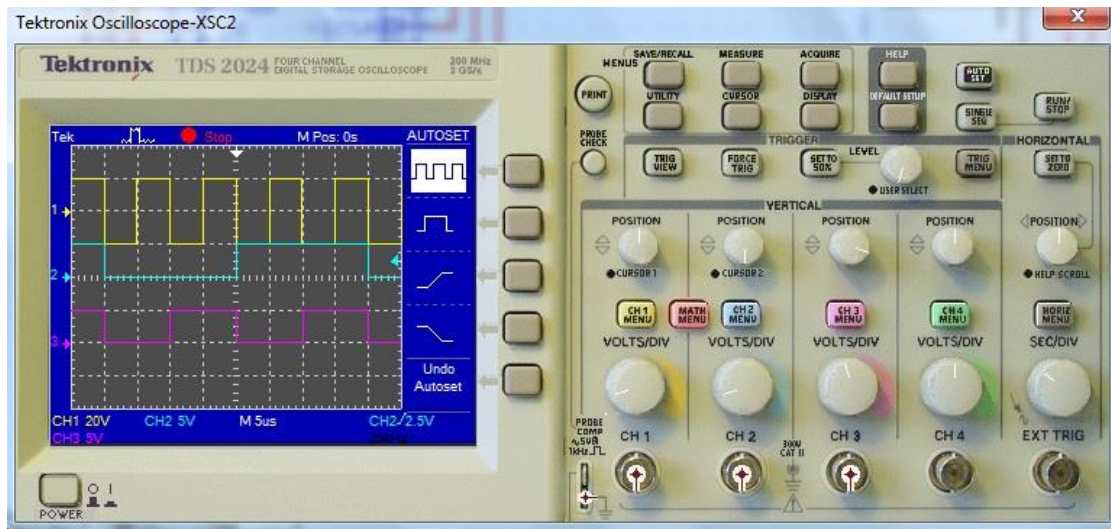 Tektronix Oscilloscope-XSC2
Tektronix TDS 2024 FOUR CHANNEL DIGITAL STORAGE OSCILLOSCOPE 200 MHz 2 GS/s
Tek Stop M Pos: 0s AUTOSET
1
2
3
Undo
Autoset
CH1 20V CH2 5V M 5us CH2 / 2.5V
CH3 5V
POWER
MENUS
SAVE/RECALL MEASURE ACQUIRE HELP
AUTO SET
PRINT
UTILITY CURSOR DISPLAY DEFAULT SETUP
SINGLE SEQ
RUN/ STOP
PROBE CHECK
TRIGGER
HORIZONTAL
TRIG VIEW
FORCE TRIG
SET TO 50%
LEVEL
USER SELECT
TRIG MENU
SET TO ZERO
VERTICAL
POSITION POSITION POSITION POSITION POSITION
CURSOR 1 CURSOR 2 HELP SCROLL
CH 1 MENU
MATH MENU
CH 2 MENU
CH 3 MENU
CH4 MENU
HORIZ MENU
VOLTS/DIV VOLTS/DIV VOLTS/DIV VOLTS/DIV SEC/DIV
PROBE COMP
~5V@
1kHz
CH 1 CH 2 300V CAT II CH 3 CH 4 EXT TRIG